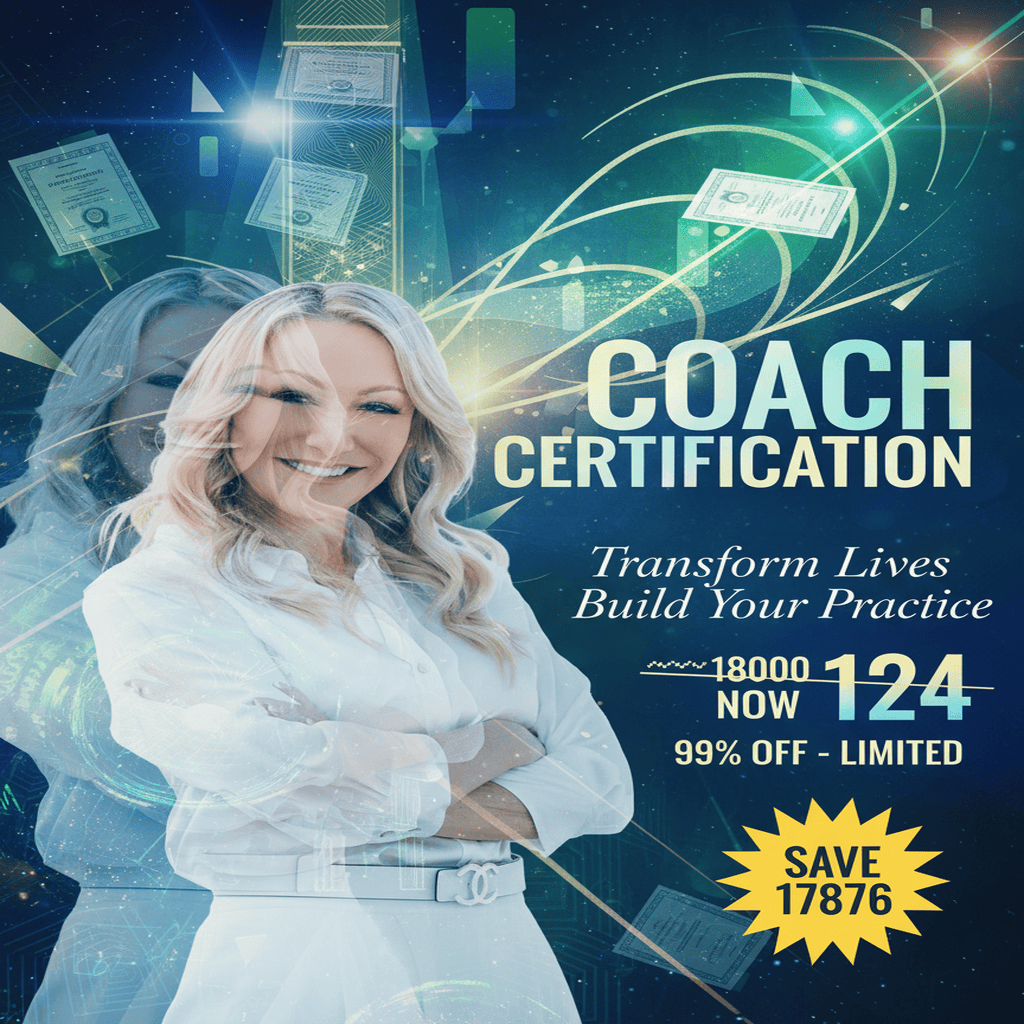 COACH
CERTIFICATION
Transform Lives
Build Your Practice
18000
NOW 124
99% OFF - LIMITED
SAVE
17876